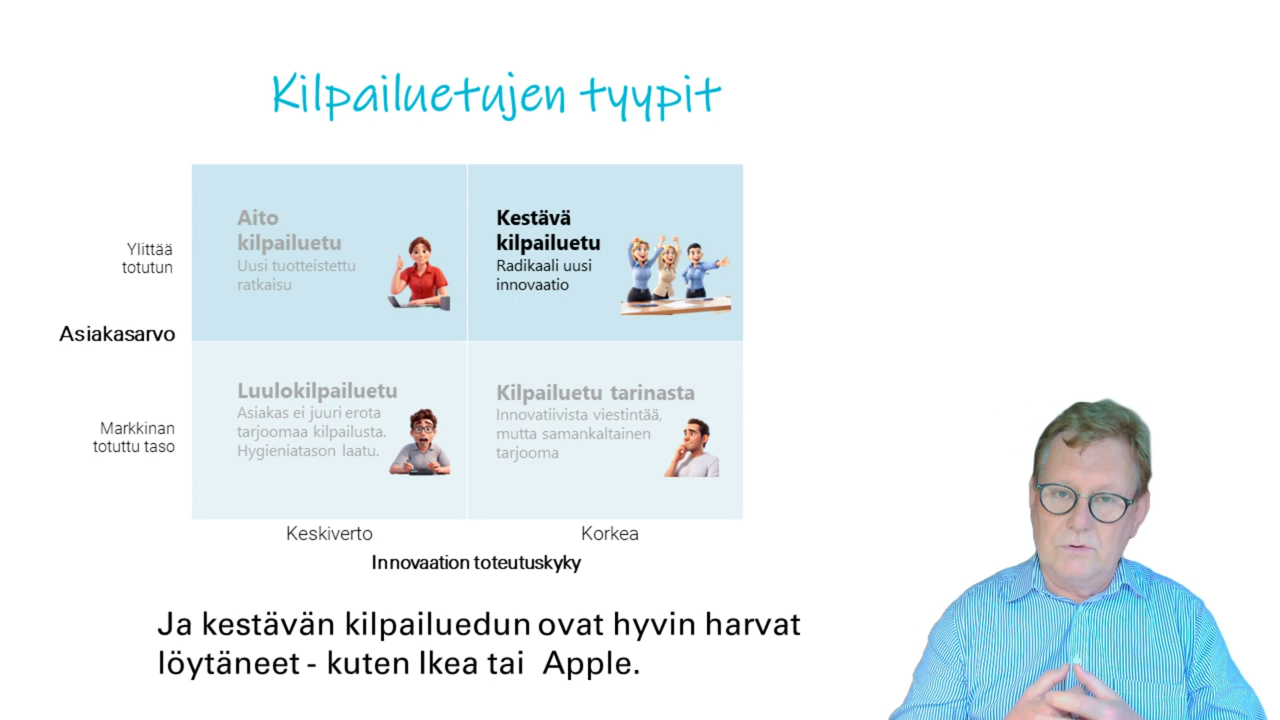 Kilpailuetujen tyypit
Aito
kilpailuetu
Uusi tuotteistettu
ratkaisu
Kestävä
kilpailuetu
Radikaali uusi
innovaatio
Ylittää
totutun
Asiakasarvo
Luulokilpailuetu
Asiakas ei juuri erota
tarjoomaa kilpailusta.
Hygieniatason laatu.
Kilpailuetu tarinasta
Innovatiivista viestintää,
mutta samankaltainen
tarjooma
Markkinan
totuttu taso
Keskiverto
Korkea
Innovaation toteutuskyky
Ja kestävän kilpailuedun ovat hyvin harvat
löytäneet - kuten Ikea tai Apple.